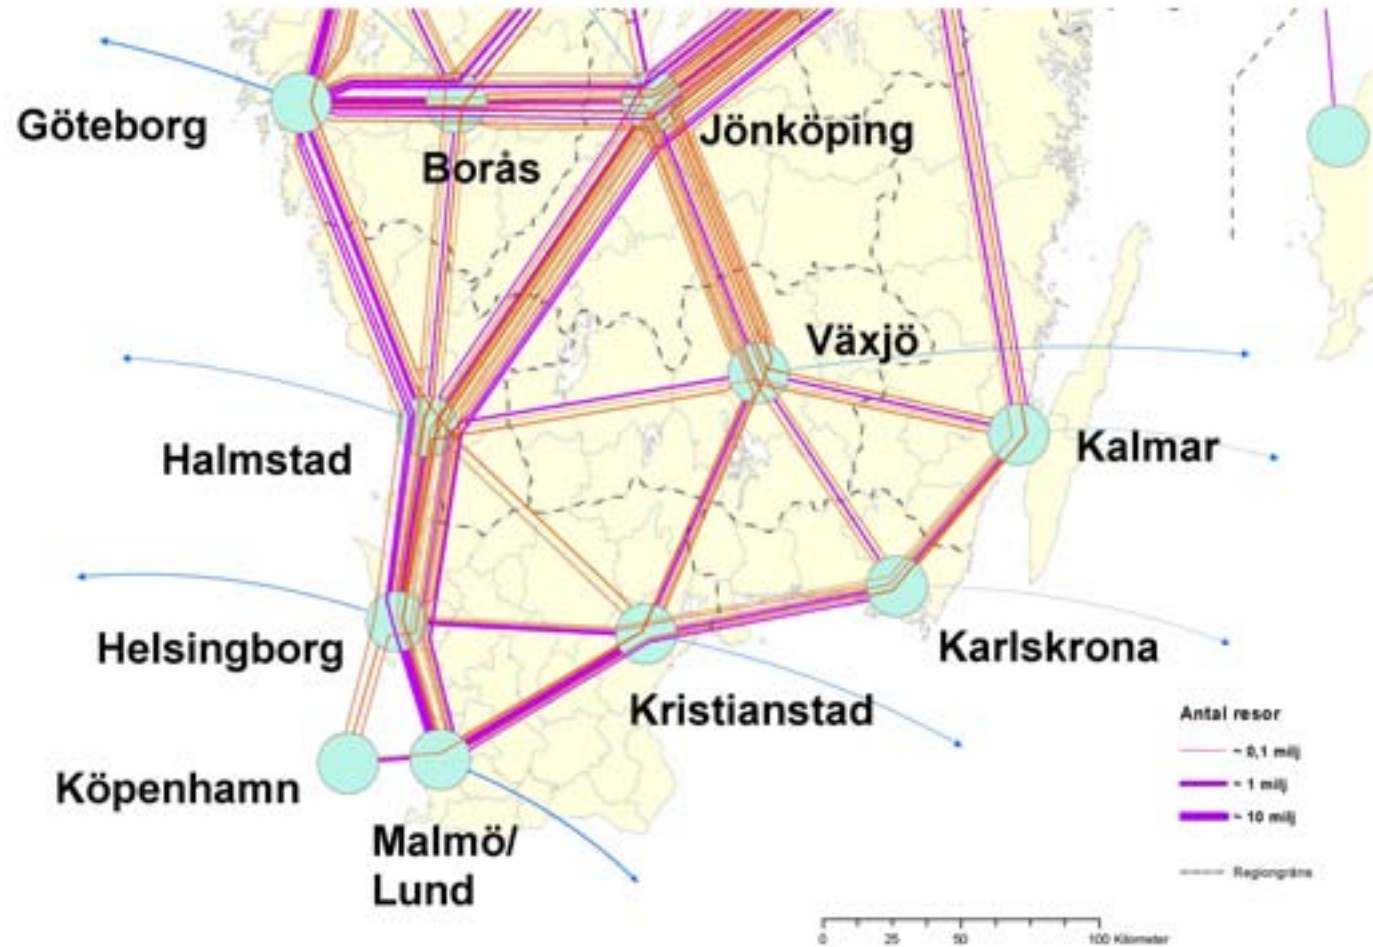 Göteborg
Borås
Jönköping
Växjö
Halmstad
Kalmar
Helsingborg
Karlskrona
Kristianstad
Köpenhamn
Malmö/
Lund
Antal resor
~ 0,1 milj
~ 1 milj
~ 10 milj
Regiongräns
0 25 50 100 Kilometer